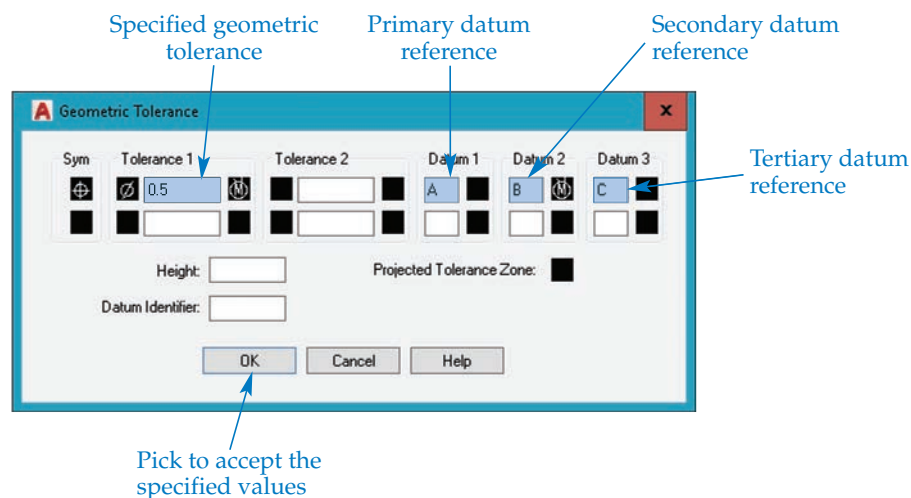 Specified geometric
tolerance
Primary datum
reference
Secondary datum
reference
A Geometric Tolerance x
Sym Tolerance 1 Tolerance 2 Datum 1 Datum 2 Datum 3
⌖ Ø 0.5 Ⓜ A B Ⓜ C
Tertiary datum
reference
Height: Projected Tolerance Zone:
Datum Identifier:
OK Cancel Help
Pick to accept the
specified values